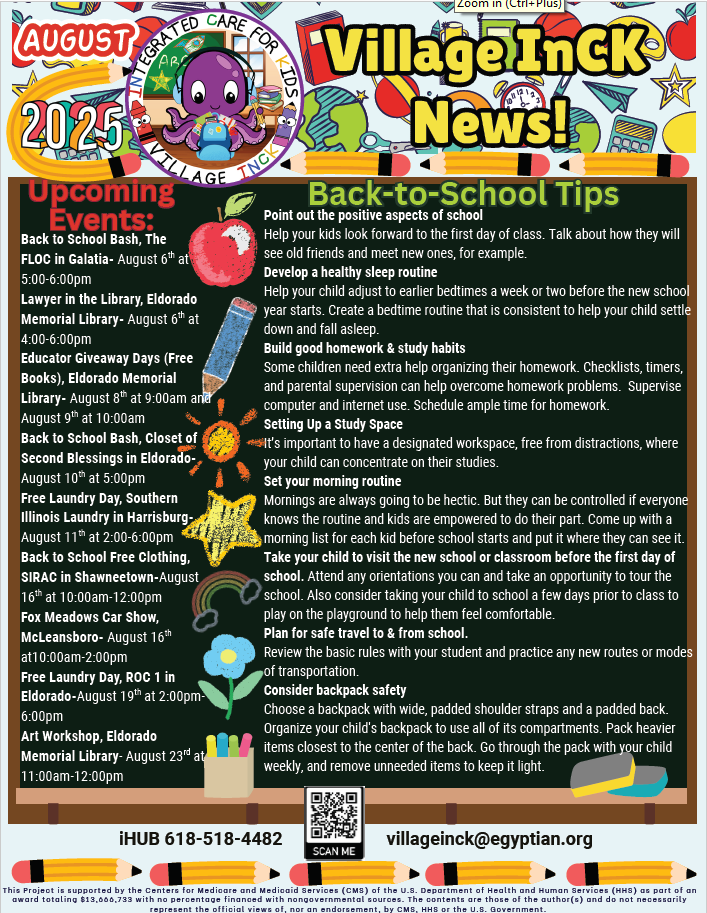 Zoom in (Ctrl+Plus)
AUGUST
2025
INTEGRATED CARE FOR KIDS
VILLAGE INCK
Village InCK
News!
Upcoming
Events:
Back to School Bash, The
FLOC in Galatia- August 6th at
5:00-6:00pm
Lawyer in the Library, Eldorado
Memorial Library- August 6th at
4:00-6:00pm
Educator Giveaway Days (Free
Books), Eldorado Memorial
Library- August 8th at 9:00am and
August 9th at 10:00am
Back to School Bash, Closet of
Second Blessings in Eldorado-
August 10th at 5:00pm
Free Laundry Day, Southern
Illinois Laundry in Harrisburg-
August 11th at 2:00-6:00pm
Back to School Free Clothing,
SIRAC in Shawneetown-August
16th at 10:00am-12:00pm
Fox Meadows Car Show,
McLeansboro- August 16th
at10:00am-2:00pm
Free Laundry Day, ROC 1 in
Eldorado-August 19th at 2:00pm-
6:00pm
Art Workshop, Eldorado
Memorial Library- August 23rd at
11:00am-12:00pm
Back-to-School Tips
Point out the positive aspects of school
Help your kids look forward to the first day of class. Talk about how they will
see old friends and meet new ones, for example.
Develop a healthy sleep routine
Help your child adjust to earlier bedtimes a week or two before the new school
year starts. Create a bedtime routine that is consistent to help your child settle
down and fall asleep.
Build good homework & study habits
Some children need extra help organizing their homework. Checklists, timers,
and parental supervision can help overcome homework problems.  Supervise
computer and internet use. Schedule ample time for homework.
Setting Up a Study Space
It's important to have a designated workspace, free from distractions, where
your child can concentrate on their studies.
Set your morning routine
Mornings are always going to be hectic. But they can be controlled if everyone
knows the routine and kids are empowered to do their part. Come up with a
morning list for each kid before school starts and put it where they can see it.
Take your child to visit the new school or classroom before the first day of
school. Attend any orientations you can and take an opportunity to tour the
school. Also consider taking your child to school a few days prior to class to
play on the playground to help them feel comfortable.
Plan for safe travel to & from school.
Review the basic rules with your student and practice any new routes or modes
of transportation.
Consider backpack safety
Choose a backpack with wide, padded shoulder straps and a padded back.
Organize your child's backpack to use all of its compartments. Pack heavier
items closest to the center of the back. Go through the pack with your child
weekly, and remove unneeded items to keep it light.
iHUB 618-518-4482
SCAN ME
villageinck@egyptian.org
This Project is supported by the Centers for Medicare and Medicaid Services (CMS) of the U.S. Department of Health and Human Services (HHS) as part of an
award totaling $13,666,733 with no percentage financed with nongovernmental sources. The contents are those of the author(s) and do not necessarily
represent the official views of, nor an endorsement, by CMS, HHS or the U.S. Government.